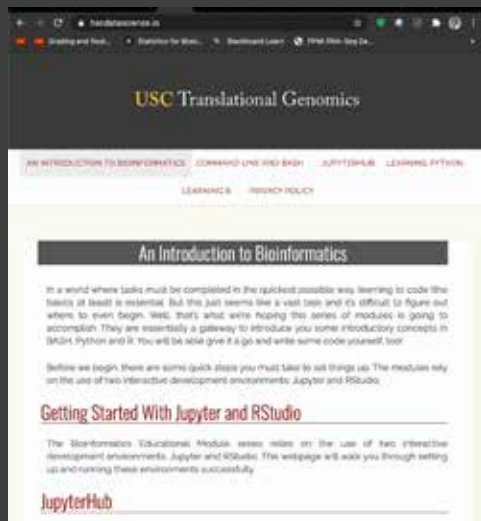 USC Translational Genomics
AN INTRODUCTION TO BIOINFORMATICS COMMAND LINE AND BASH JUPYTERHUB LEARNING PYTHON
LEARNING R PRIVACY POLICY
An Introduction to Bioinformatics
In a world where tasks must be completed in the quickest possible way, learning to code (the
basics at least) is essential. But this just seems like a vast task and it's difficult to figure out
where to even begin. Well, that's what we're hoping this series of modules is going to
accomplish. They are essentially a gateway to introduce you some introductory concepts in
BASH, Python and R. You will be able give it a go and write some code yourself, too!
Before we begin, there are some quick steps you must take to set things up. The modules rely
on the use of two interactive development environments: Jupyter and RStudio.
Getting Started With Jupyter and RStudio
The Bioinformatics Educational Module series relies on the use of two interactive
development environments, Jupyter and RStudio. This webpage will walk you through setting
up and running these environments successfully.
JupyterHub